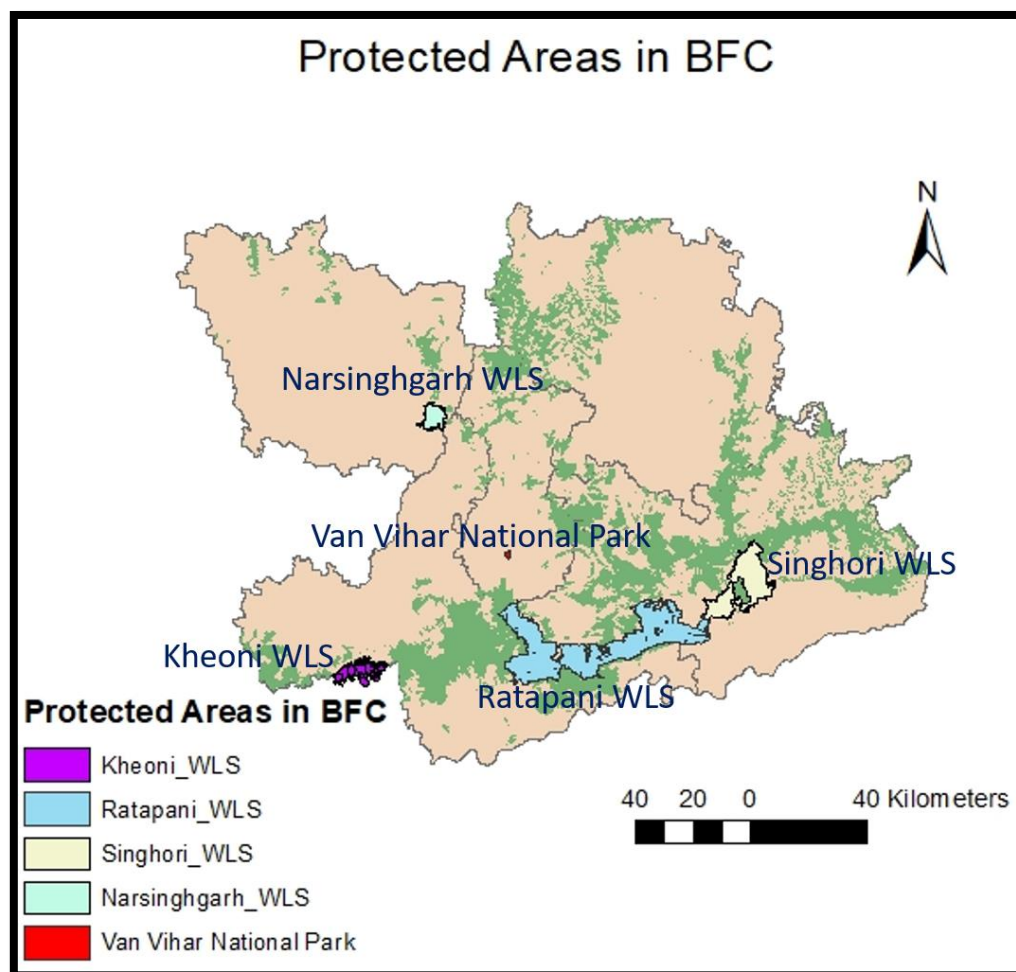 Protected Areas in BFC
N
Narsinghgarh WLS
Van Vihar National Park
Singhori WLS
Kheoni WLS
Ratapani WLS
Protected Areas in BFC
Kheoni_WLS
Ratapani_WLS
Singhori_WLS
Narsinghgarh_WLS
Van Vihar National Park
40 20 0 40 Kilometers